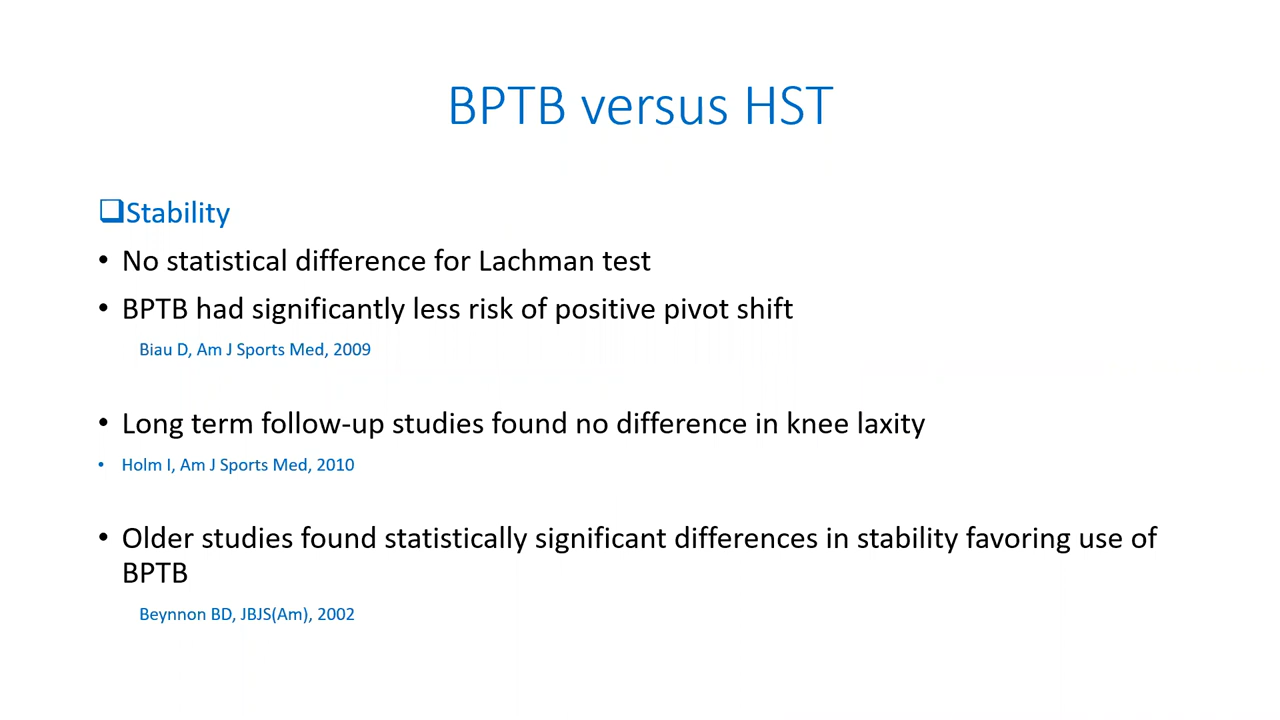 BPTB versus HST
❑Stability
• No statistical difference for Lachman test
• BPTB had significantly less risk of positive pivot shift
Biau D, Am J Sports Med, 2009
• Long term follow-up studies found no difference in knee laxity
• Holm I, Am J Sports Med, 2010
• Older studies found statistically significant differences in stability favoring use of
BPTB
Beynnon BD, JBJS(Am), 2002